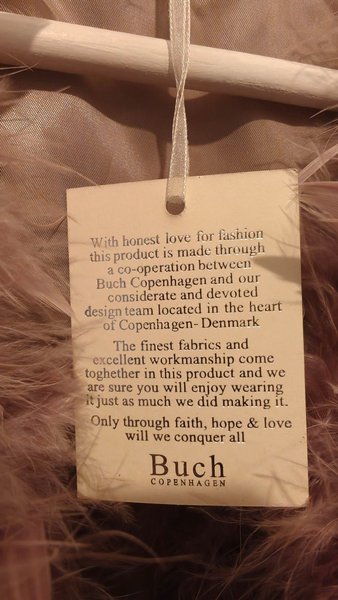 With honest love for fashion
this product is made through
a co-operation between
Buch Copenhagen and our
considerate and devoted
design team located in the heart
of Copenhagen- Denmark
The finest fabrics and
excellent workmanship come
toghether in this product and we
are sure you will enjoy wearing
it just as much we did making it.
Only through faith, hope & love
will we conquer all
Buch
COPENHAGEN